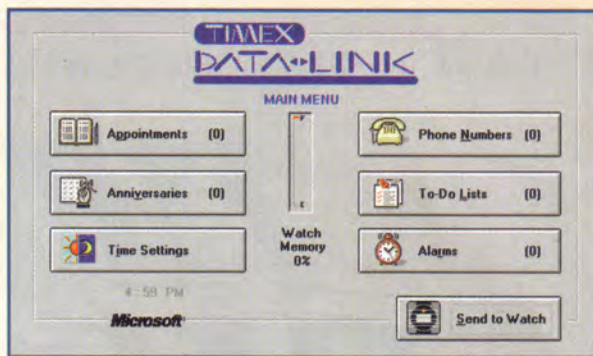 TIMEX
DATA LINK
MAIN MENU
Appointments (0)
Phone Numbers (0)
F
Anniversaries (0)
To-Do Lists (0)
E
Time Settings
Watch
Memory
0%
Alarms (0)
4:59 PM
Microsoft
Send to Watch